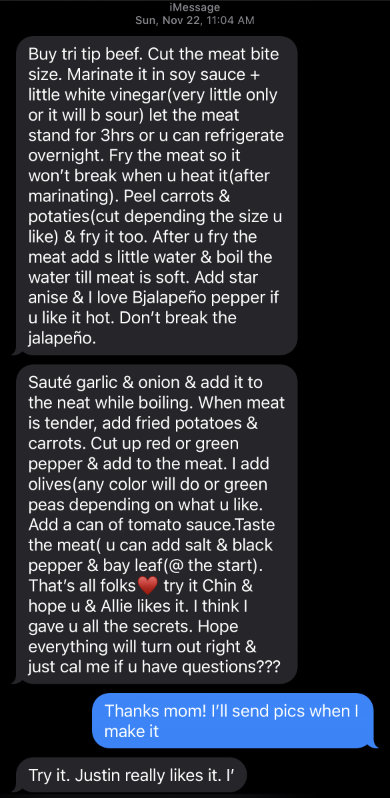 iMessage
Sun, Nov 22, 11:04 AM
Buy tri tip beef. Cut the meat bite
size. Marinate it in soy sauce +
little white vinegar(very little only
or it will b sour) let the meat
stand for 3hrs or u can refrigerate
overnight. Fry the meat so it
won't break when u heat it(after
marinating). Peel carrots &
potaties(cut depending the size u
like) & fry it too. After u fry the
meat add s little water & boil the
water till meat is soft. Add star
anise & I love Bjalapeño pepper if
u like it hot. Don't break the
jalapeño.
Sauté garlic & onion & add it to
the neat while boiling. When meat
is tender, add fried potatoes &
carrots. Cut up red or green
pepper & add to the meat. I add
olives(any color will do or green
peas depending on what u like.
Add a can of tomato sauce.Taste
the meat( u can add salt & black
pepper & bay leaf(@ the start).
That's all folks❤️ try it Chin &
hope u & Allie likes it. I think I
gave u all the secrets. Hope
everything will turn out right &
just cal me if u have questions???
Thanks mom! I'll send pics when I
make it
Try it. Justin really likes it. I'